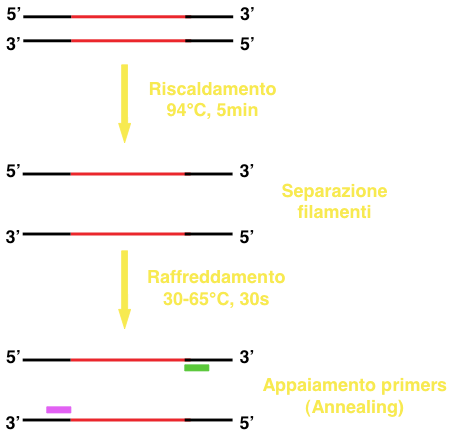 5’ 3’
3’ 5’
Riscaldamento
94°C, 5min
5’ 3’
Separazione
filamenti
3’ 5’
Raffreddamento
30-65°C, 30s
5’ 3’
Appaiamento primers
(Annealing)
3’ 5’